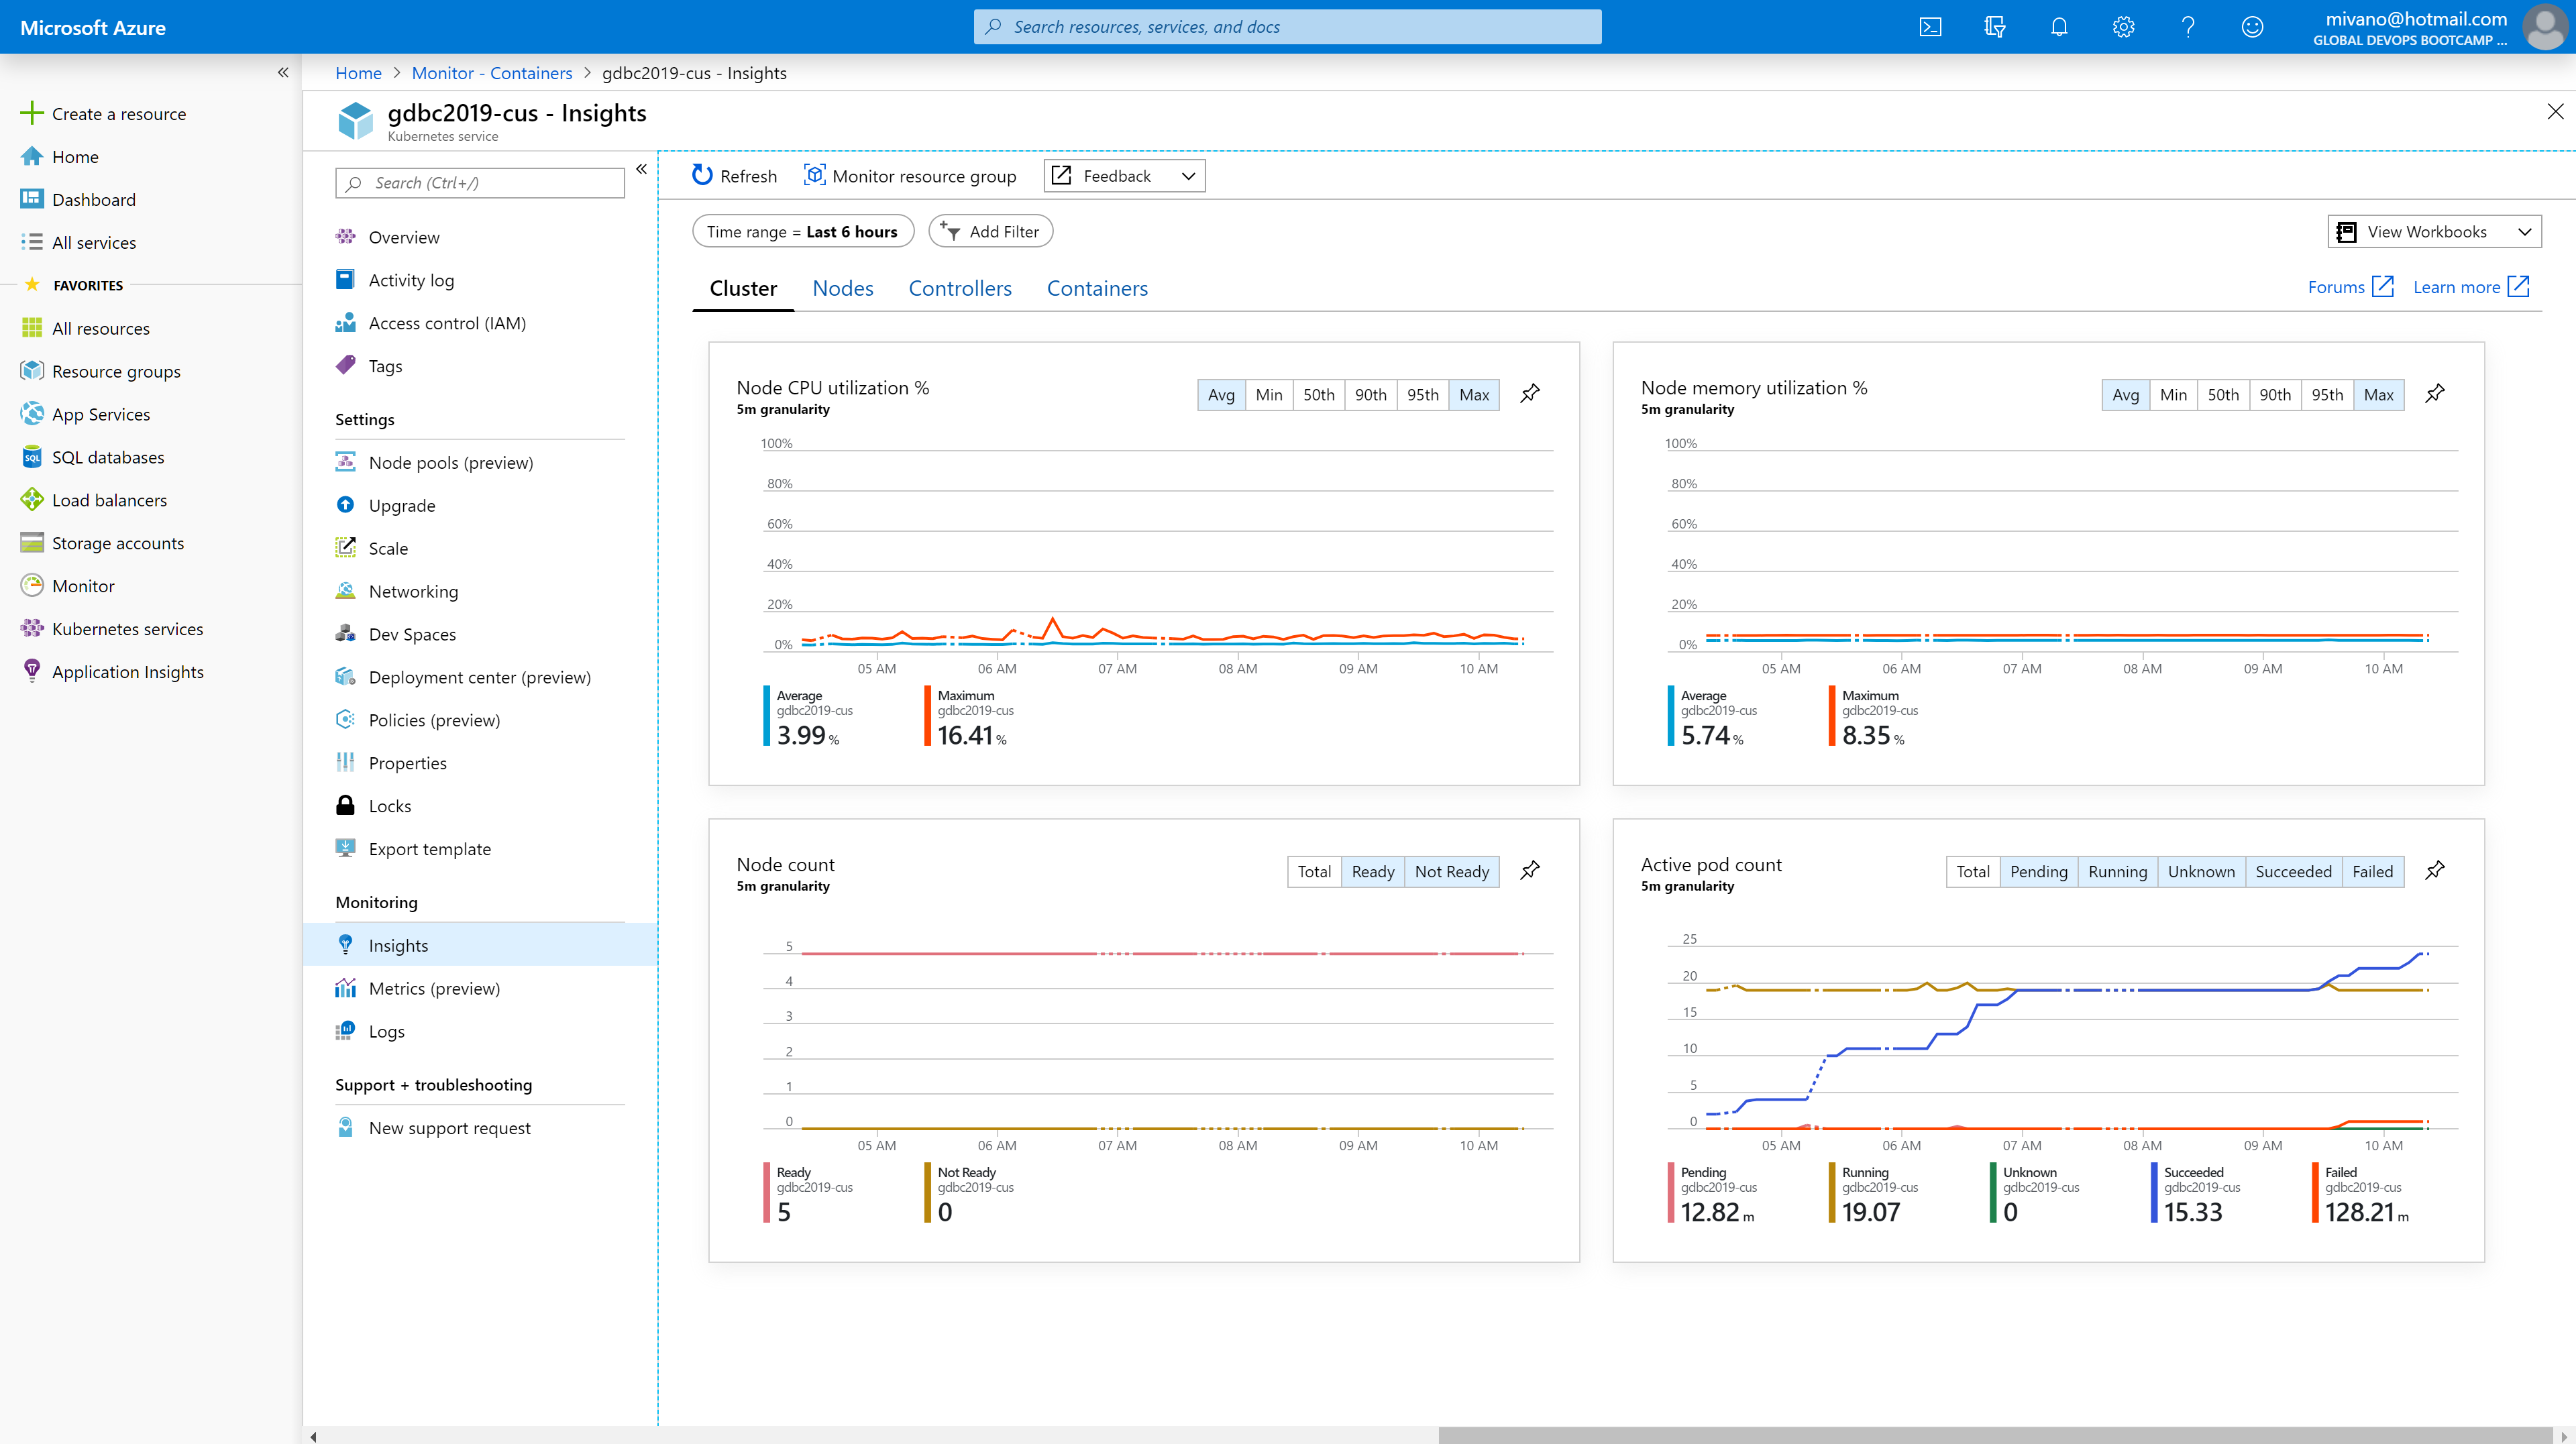 Microsoft Azure
Search resources, services, and docs
mivano@hotmail.com
GLOBAL DEVOPS BOOTCAMP ...
Create a resource
Home
Dashboard
All services
FAVORITES
All resources
Resource groups
App Services
SQL databases
Load balancers
Storage accounts
Monitor
Kubernetes services
Application Insights
Home > Monitor - Containers > gdbc2019-cus - Insights
gdbc2019-cus - Insights
Kubernetes service
Search (Ctrl+/)
Overview
Activity log
Access control (IAM)
Tags
Settings
Node pools (preview)
Upgrade
Scale
Networking
Dev Spaces
Deployment center (preview)
Policies (preview)
Properties
Locks
Export template
Monitoring
Insights
Metrics (preview)
Logs
Support + troubleshooting
New support request
Refresh Monitor resource group Feedback
Time range = Last 6 hours Add Filter View Workbooks
Cluster Nodes Controllers Containers Forums Learn more
Node CPU utilization %
5m granularity
Avg Min 50th 90th 95th Max
100%
80%
60%
40%
20%
0%
05 AM 06 AM 07 AM 08 AM 09 AM 10 AM
Average Maximum
gdbc2019-cus gdbc2019-cus
3.99 % 16.41 %
Node memory utilization %
5m granularity
Avg Min 50th 90th 95th Max
100%
80%
60%
40%
20%
0%
05 AM 06 AM 07 AM 08 AM 09 AM 10 AM
Average Maximum
gdbc2019-cus gdbc2019-cus
5.74 % 8.35 %
Node count
5m granularity
Total Ready Not Ready
5
4
3
2
1
0
05 AM 06 AM 07 AM 08 AM 09 AM 10 AM
Ready Not Ready
gdbc2019-cus gdbc2019-cus
5 0
Active pod count
5m granularity
Total Pending Running Unknown Succeeded Failed
25
20
15
10
5
0
05 AM 06 AM 07 AM 08 AM 09 AM 10 AM
Pending Running Unknown Succeeded Failed
gdbc2019-cus gdbc2019-cus gdbc2019-cus gdbc2019-cus gdbc2019-cus
12.82 m 19.07 0 15.33 128.21 m